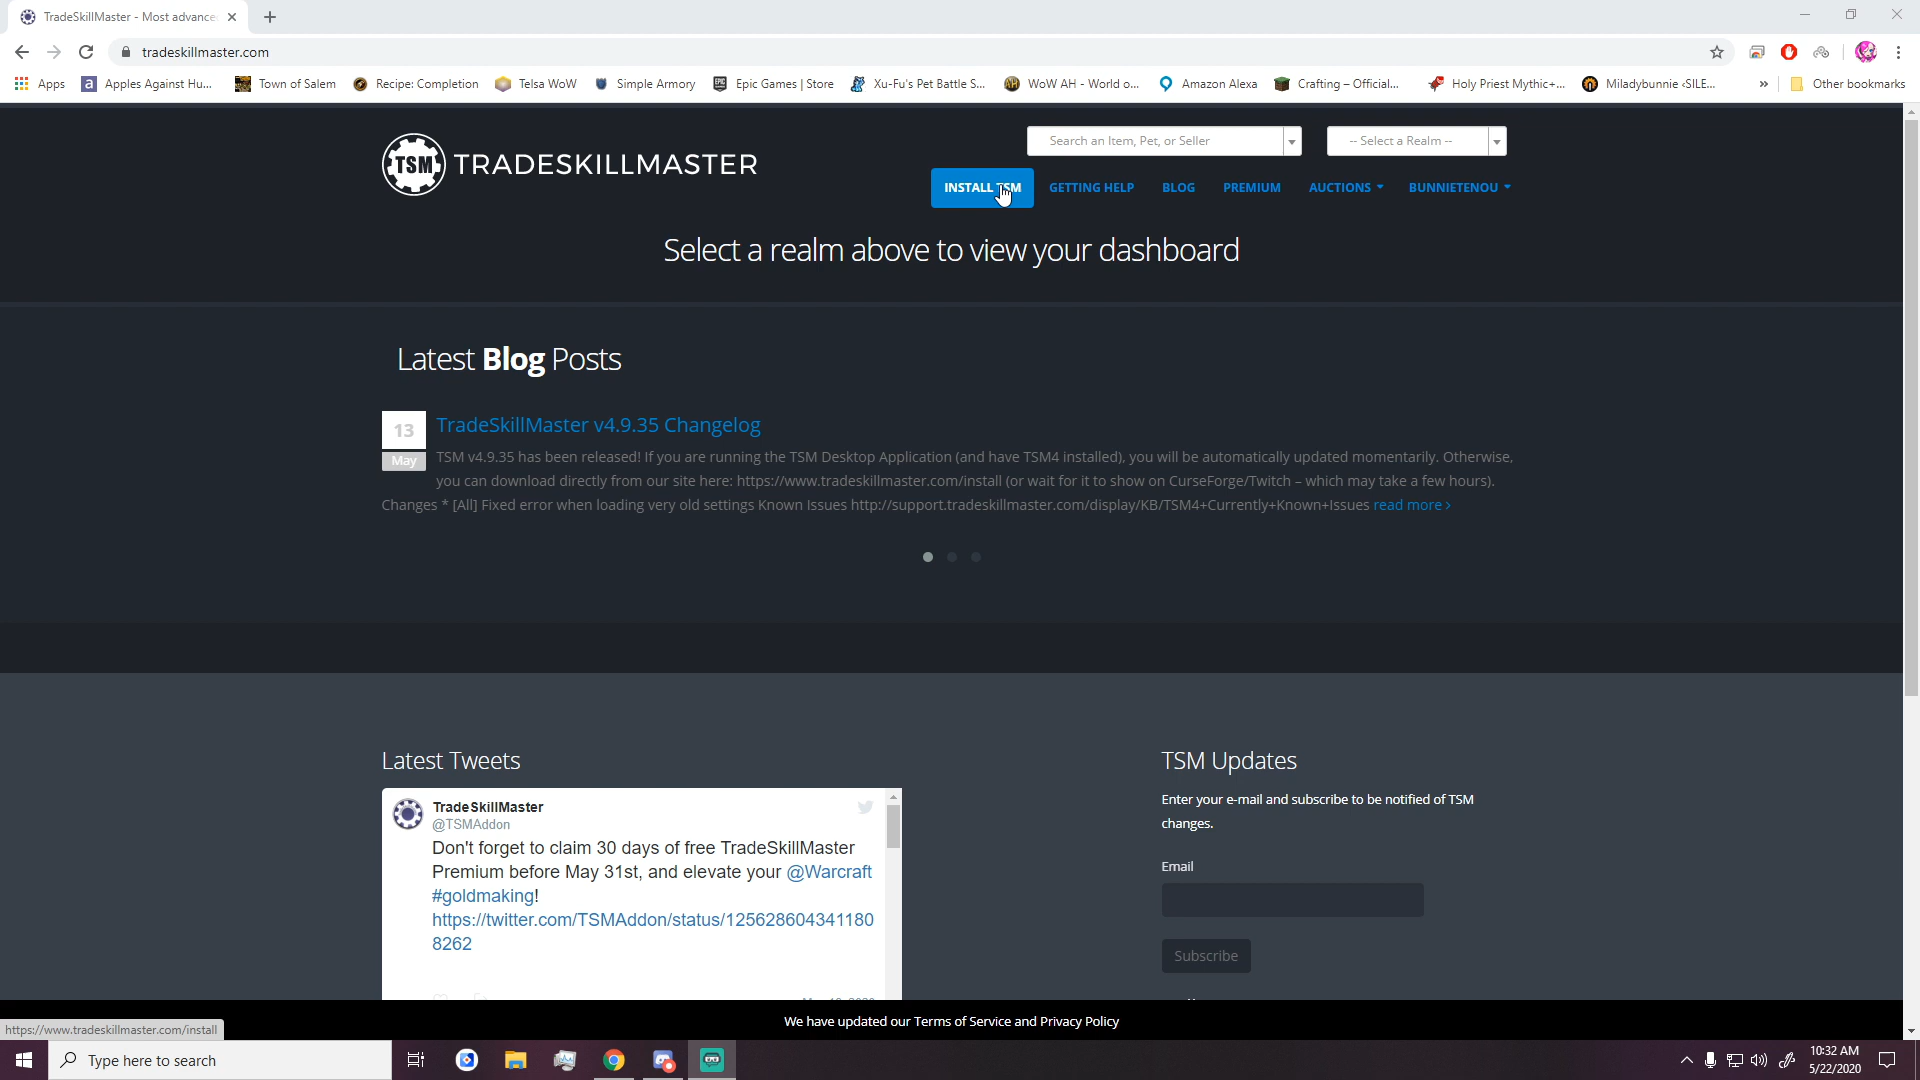 TradeSkillMaster - Most advance
tradeskillmaster.com
Apps
Apples Against Hu...
Town of Salem
Recipe: Completion
Telsa WoW
Simple Armory
Epic Games | Store
Xu-Fu's Pet Battle S...
WoW AH - World o...
Amazon Alexa
Crafting – Official...
Holy Priest Mythic+...
Miladybunnie ‹SILE...
»
Other bookmarks
TSM TRADESKILLMASTER
Search an Item, Pet, or Seller
-- Select a Realm --
INSTALL TSM
GETTING HELP
BLOG
PREMIUM
AUCTIONS
BUNNIETENOU
Select a realm above to view your dashboard
Latest Blog Posts
13
May
TradeSkillMaster v4.9.35 Changelog
TSM v4.9.35 has been released! If you are running the TSM Desktop Application (and have TSM4 installed), you will be automatically updated momentarily. Otherwise,
you can download directly from our site here: https://www.tradeskillmaster.com/install (or wait for it to show on CurseForge/Twitch – which may take a few hours).
Changes * [All] Fixed error when loading very old settings Known Issues http://support.tradeskillmaster.com/display/KB/TSM4+Currently+Known+Issues read more ›
Latest Tweets
TradeSkillMaster
@TSMAddon
Don't forget to claim 30 days of free TradeSkillMaster
Premium before May 31st, and elevate your @Warcraft
#goldmaking!
https://twitter.com/TSMAddon/status/125628604341180
8262
TSM Updates
Enter your e-mail and subscribe to be notified of TSM
changes.
Email
Subscribe
We have updated our Terms of Service and Privacy Policy
https://www.tradeskillmaster.com/install
Type here to search
10:32 AM
5/22/2020